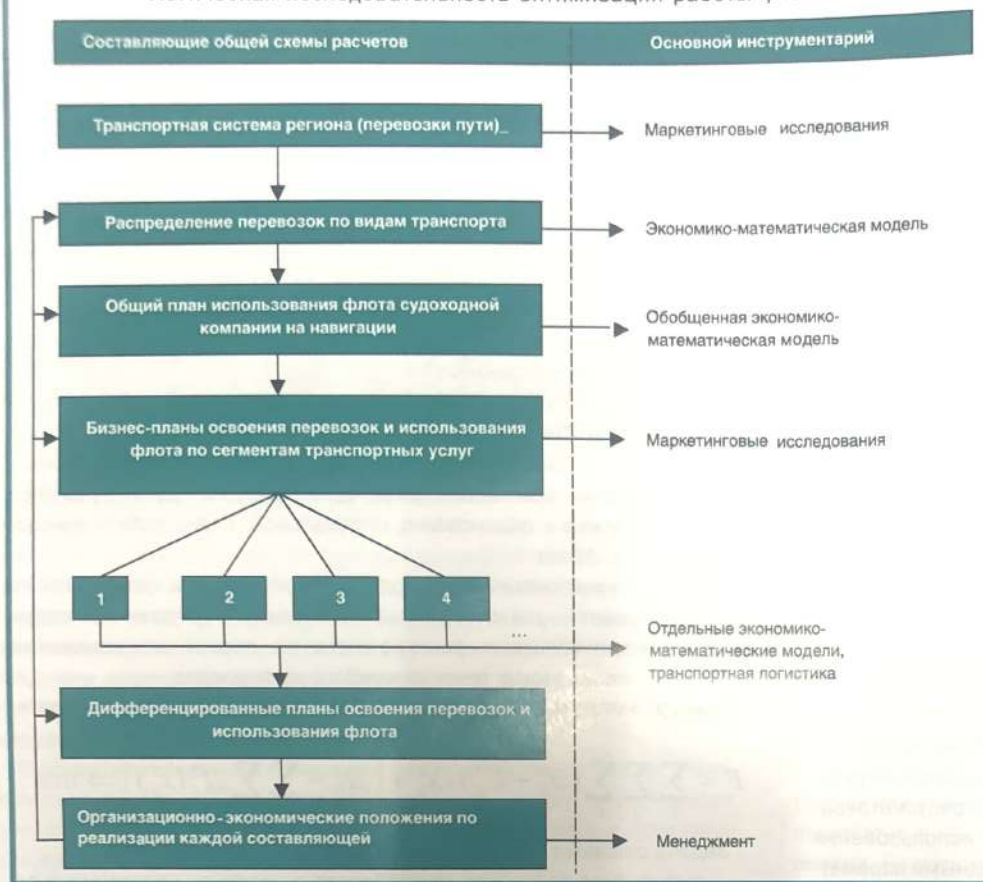 Составляющие общей схемы расчетов
Основной инструментарий
Транспортная система региона (перевозки пути)_
Маркетинговые исследования
Распределение перевозок по видам транспорта
Экономико-математическая модель
Общий план использования флота судоходной
компании на навигации
Обобщенная экономико-
математическая модель
Бизнес-планы освоения перевозок и использования
флота по сегментам транспортных услуг
Маркетинговые исследования
1
2
3
4
...
Отдельные экономико-
математические модели,
транспортная логистика
Дифференцированные планы освоения перевозок и
использования флота
Организационно-экономические положения по
реализации каждой составляющей
Менеджмент